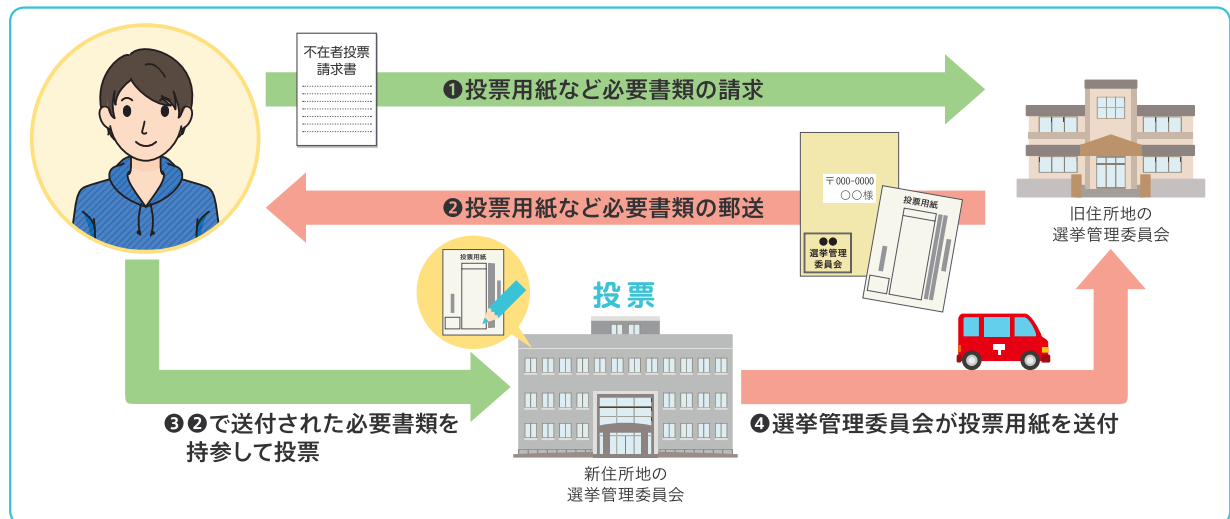 不在者投票
請求書
❶投票用紙など必要書類の請求
〒000-0000
〇〇様
●●
選挙管理
委員会
投票用紙
❷投票用紙など必要書類の郵送
旧住所地の
選挙管理委員会
投票用紙
投票
❸❷で送付された必要書類を
持参して投票
新住所地の
選挙管理委員会
〒
❹選挙管理委員会が投票用紙を送付